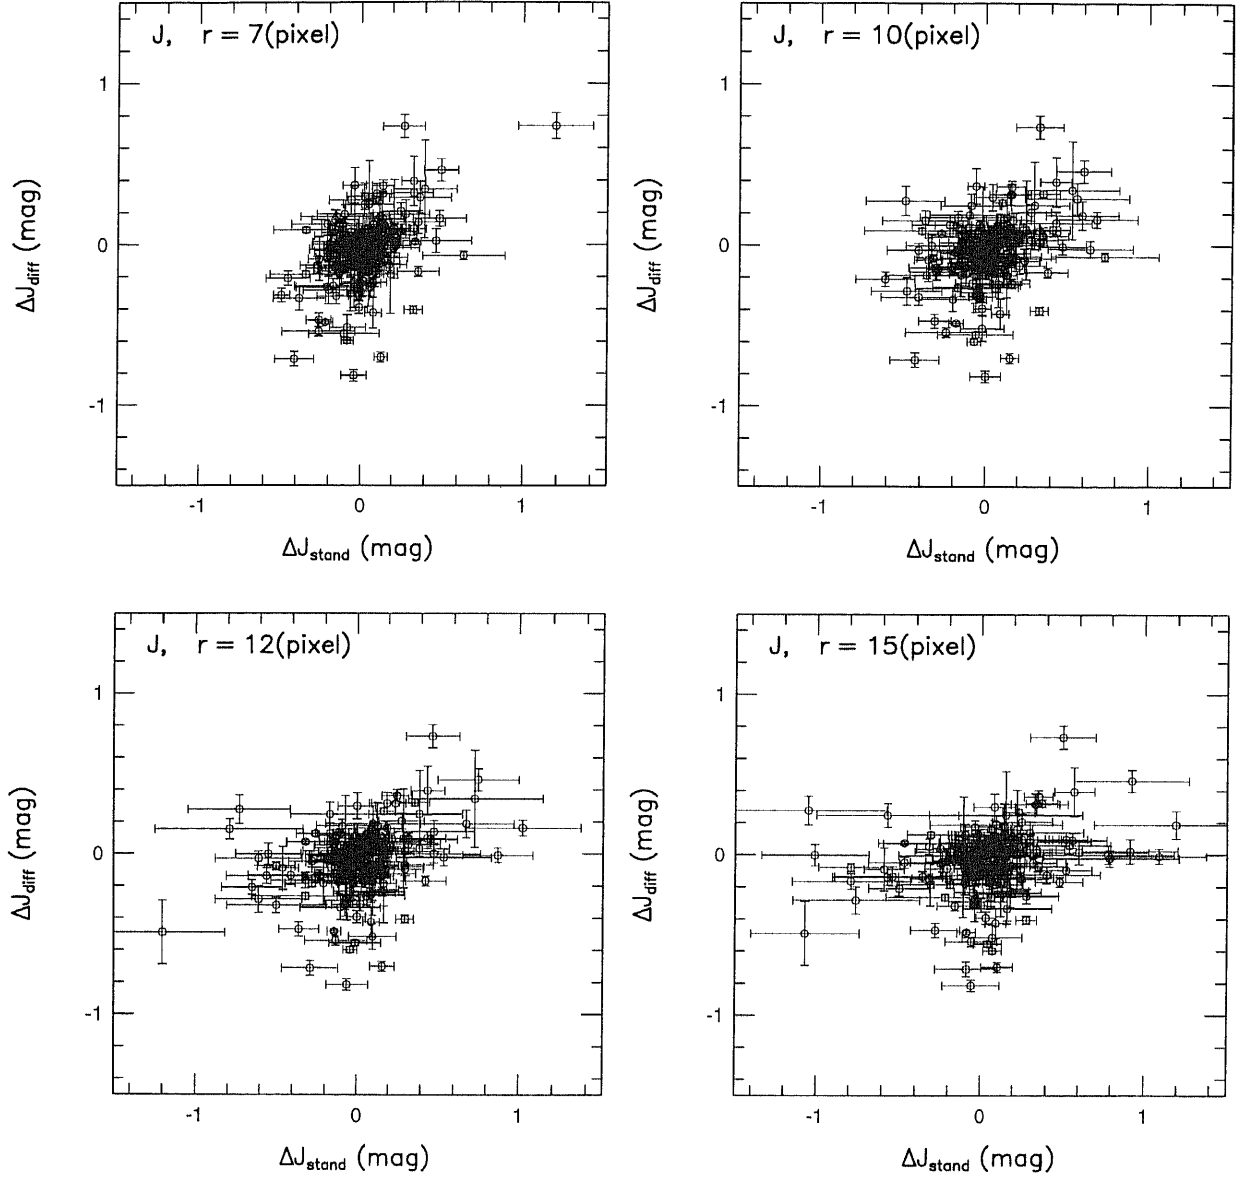 J, r = 7(pixel)
1
0
-1
ΔJdiff (mag)
-1 0 1
ΔJstand (mag)
J, r = 10(pixel)
1
0
-1
ΔJdiff (mag)
-1 0 1
ΔJstand (mag)
J, r = 12(pixel)
1
0
-1
ΔJdiff (mag)
-1 0 1
ΔJstand (mag)
J, r = 15(pixel)
1
0
-1
ΔJdiff (mag)
-1 0 1
ΔJstand (mag)